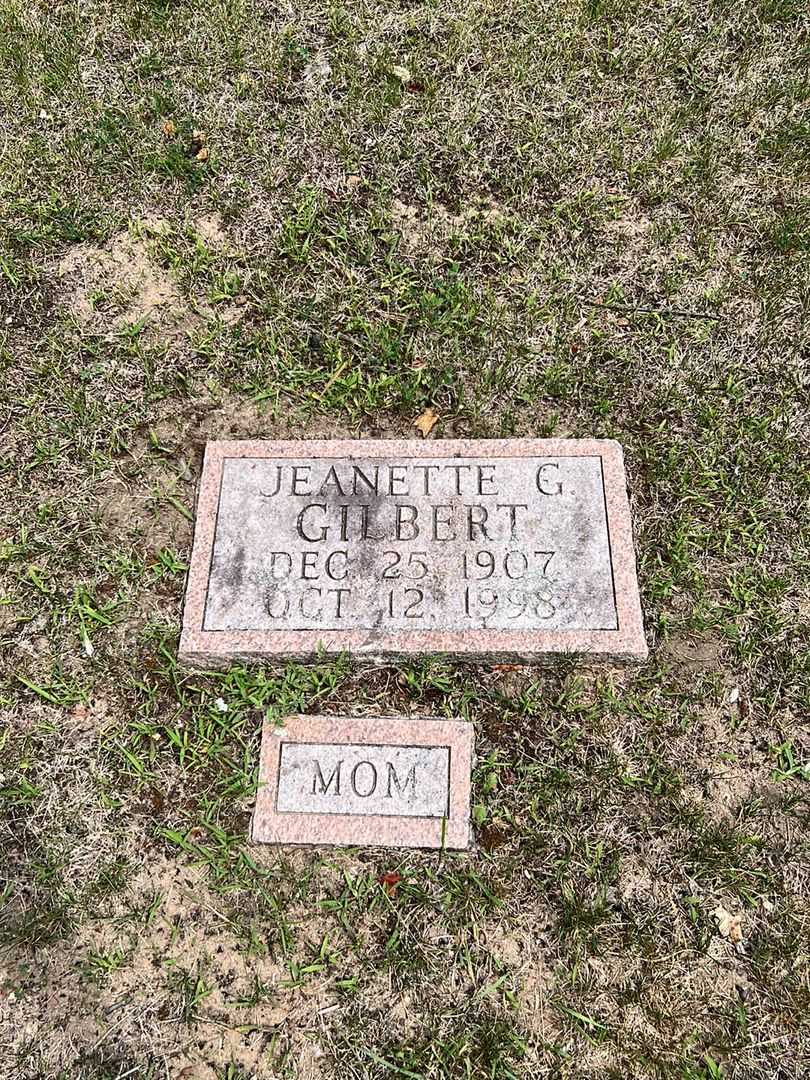 JEANETTE G.
GILBERT
DEC 25, 1907
OCT. 12, 1998
MOM